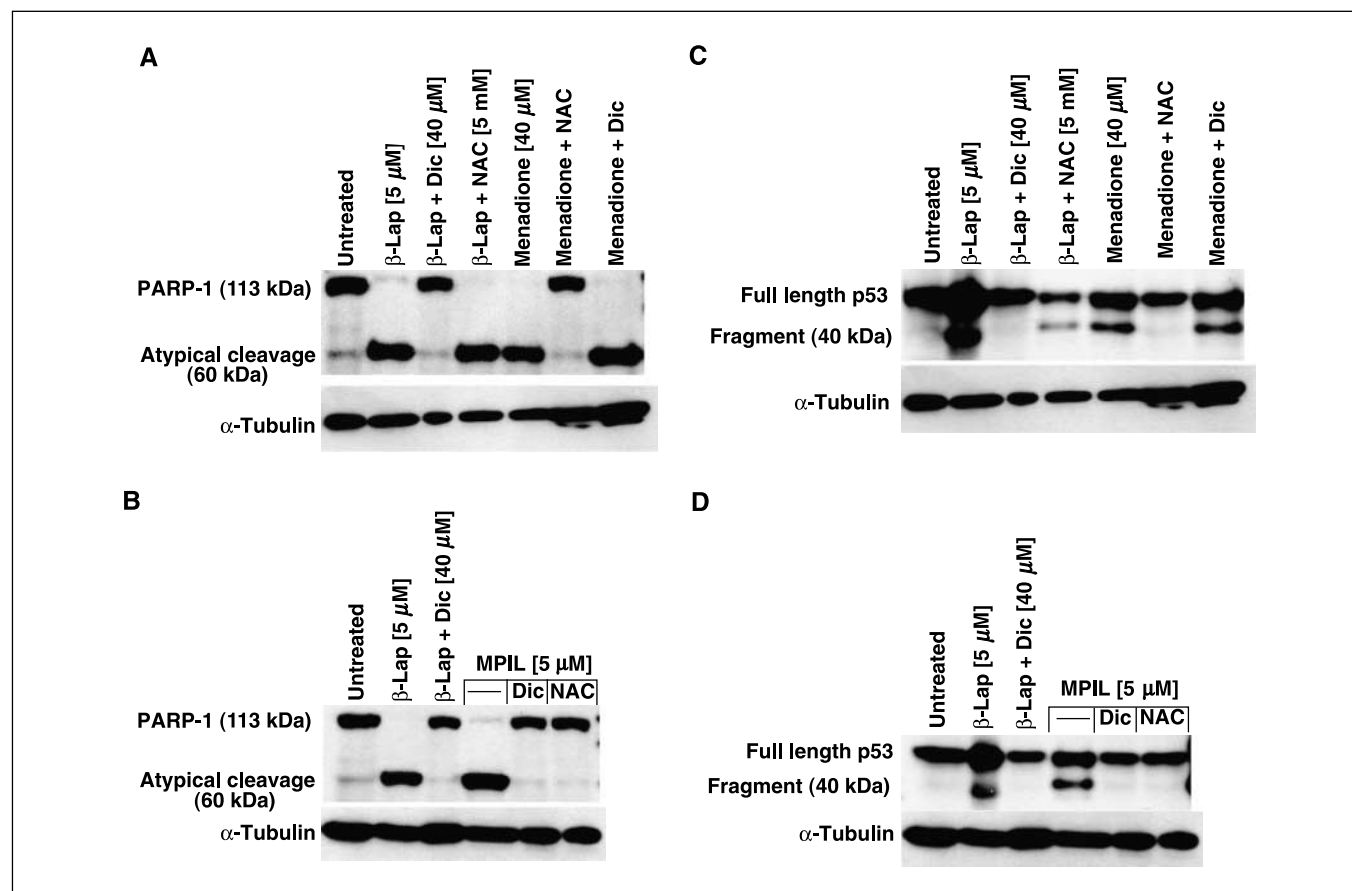 A
Untreated
β-Lap [5 μM]
β-Lap + Dic [40 μM]
β-Lap + NAC [5 mM]
Menadione [40 μM]
Menadione + NAC
Menadione + Dic
PARP-1 (113 kDa)
Atypical cleavage
(60 kDa)
α-Tubulin
C
Untreated
β-Lap [5 μM]
β-Lap + Dic [40 μM]
β-Lap + NAC [5 mM]
Menadione [40 μM]
Menadione + NAC
Menadione + Dic
Full length p53
Fragment (40 kDa)
α-Tubulin
B
Untreated
β-Lap [5 μM]
β-Lap + Dic [40 μM]
MPIL [5 μM]
— Dic NAC
PARP-1 (113 kDa)
Atypical cleavage
(60 kDa)
α-Tubulin
D
Untreated
β-Lap [5 μM]
β-Lap + Dic [40 μM]
MPIL [5 μM]
— Dic NAC
Full length p53
Fragment (40 kDa)
α-Tubulin